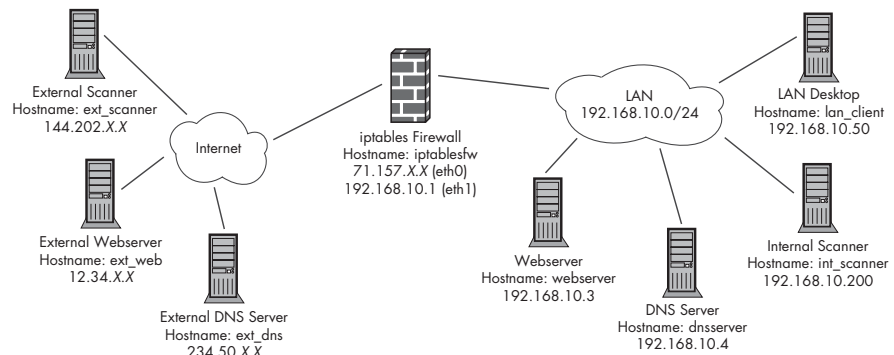 External Scanner
Hostname: ext_scanner
144.202.X.X
Internet
External Webserver
Hostname: ext_web
12.34.X.X
External DNS Server
Hostname: ext_dns
234.50.X.X
iptables Firewall
Hostname: iptablesfw
71.157.X.X (eth0)
192.168.10.1 (eth1)
LAN
192.168.10.0/24
LAN Desktop
Hostname: lan_client
192.168.10.50
Webserver
Hostname: webserver
192.168.10.3
DNS Server
Hostname: dnsserver
192.168.10.4
Internal Scanner
Hostname: int_scanner
192.168.10.200